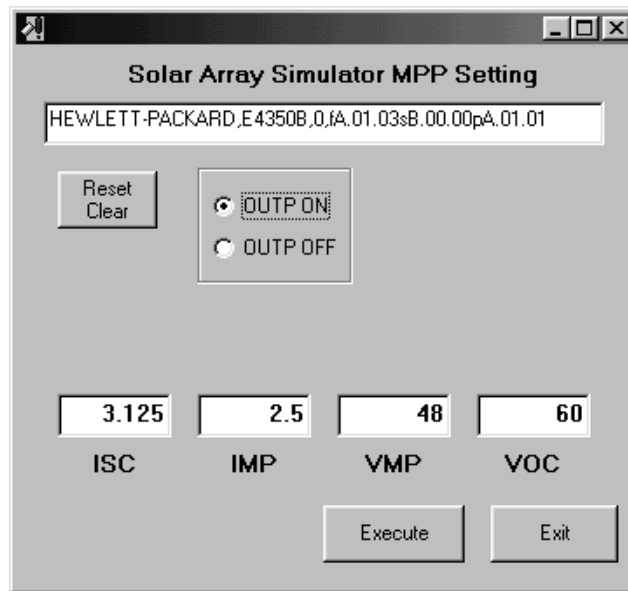 Solar Array Simulator MPP Setting
HEWLETT-PACKARD,E4350B,0,fA.01.03sB.00.00pA.01.01
Reset
Clear
OUTP ON
OUTP OFF
3.125 2.5 48 60
ISC IMP VMP VOC
Execute Exit